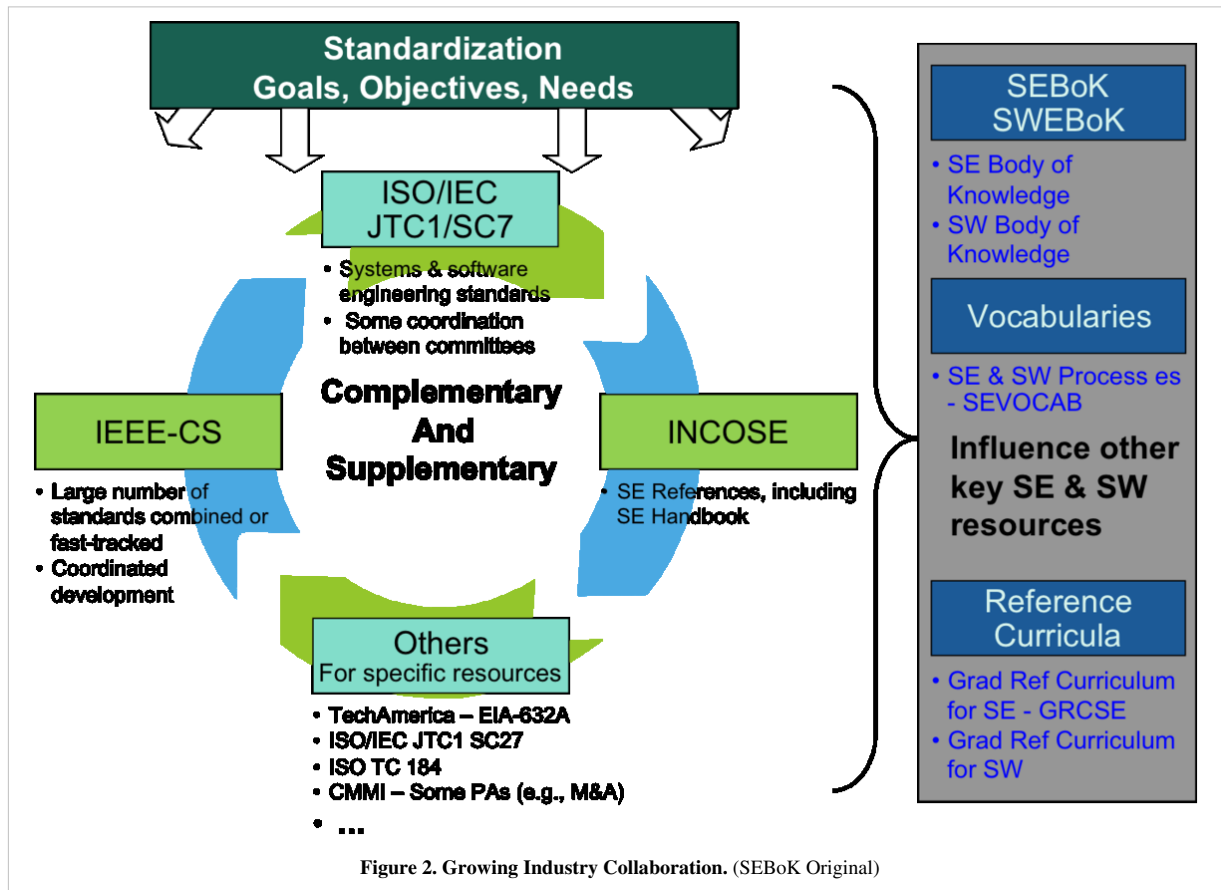 Standardization
Goals, Objectives, Needs
ISO/IEC
JTC1/SC7
• Systems & software
engineering standards
• Some coordination
between committees
Complementary
And
Supplementary
IEEE-CS
• Large number of
standards combined or
fast-tracked
• Coordinated
development
INCOSE
• SE References, including
SE Handbook
Others
For specific resources
• TechAmerica – EIA-632A
• ISO/IEC JTC1 SC27
• ISO TC 184
• CMMI – Some PAs (e.g., M&A)
• ...
SEBoK
SWEBoK
• SE Body of
Knowledge
• SW Body of
Knowledge
Vocabularies
• SE & SW Process es
- SEVOCAB
Influence other
key SE & SW
resources
Reference
Curricula
• Grad Ref Curriculum
for SE - GRCSE
• Grad Ref Curriculum
for SW
Figure 2. Growing Industry Collaboration. (SEBoK Original)